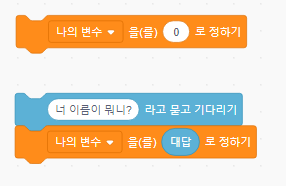 나의 변수 을(를) 0 로 정하기
너 이름이 뭐니? 라고 묻고 기다리기
나의 변수 을(를) 대답 로 정하기